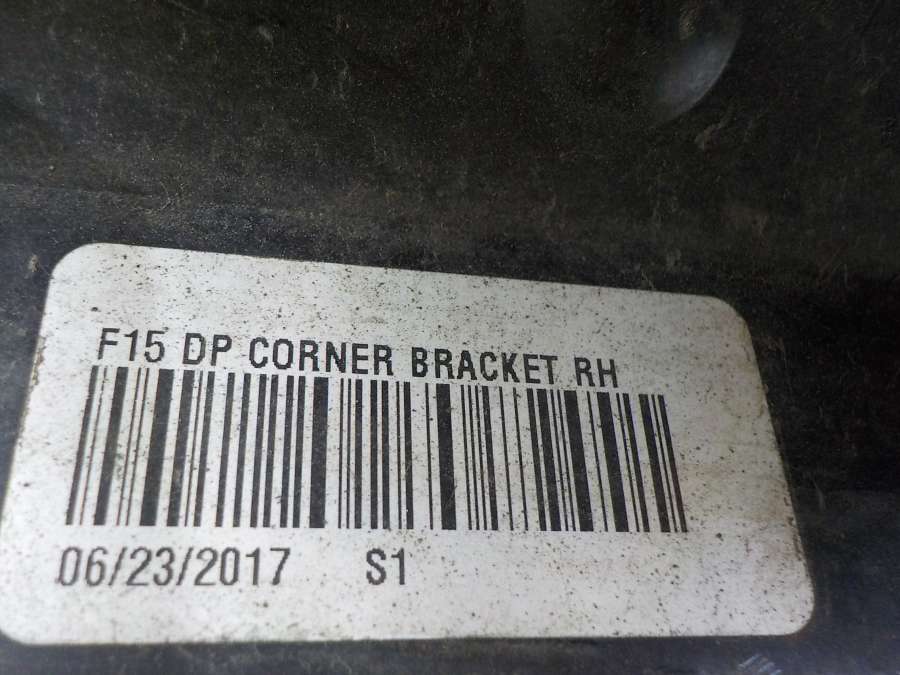 F15 DP CORNER BRACKET RH
06/23/2017 S1